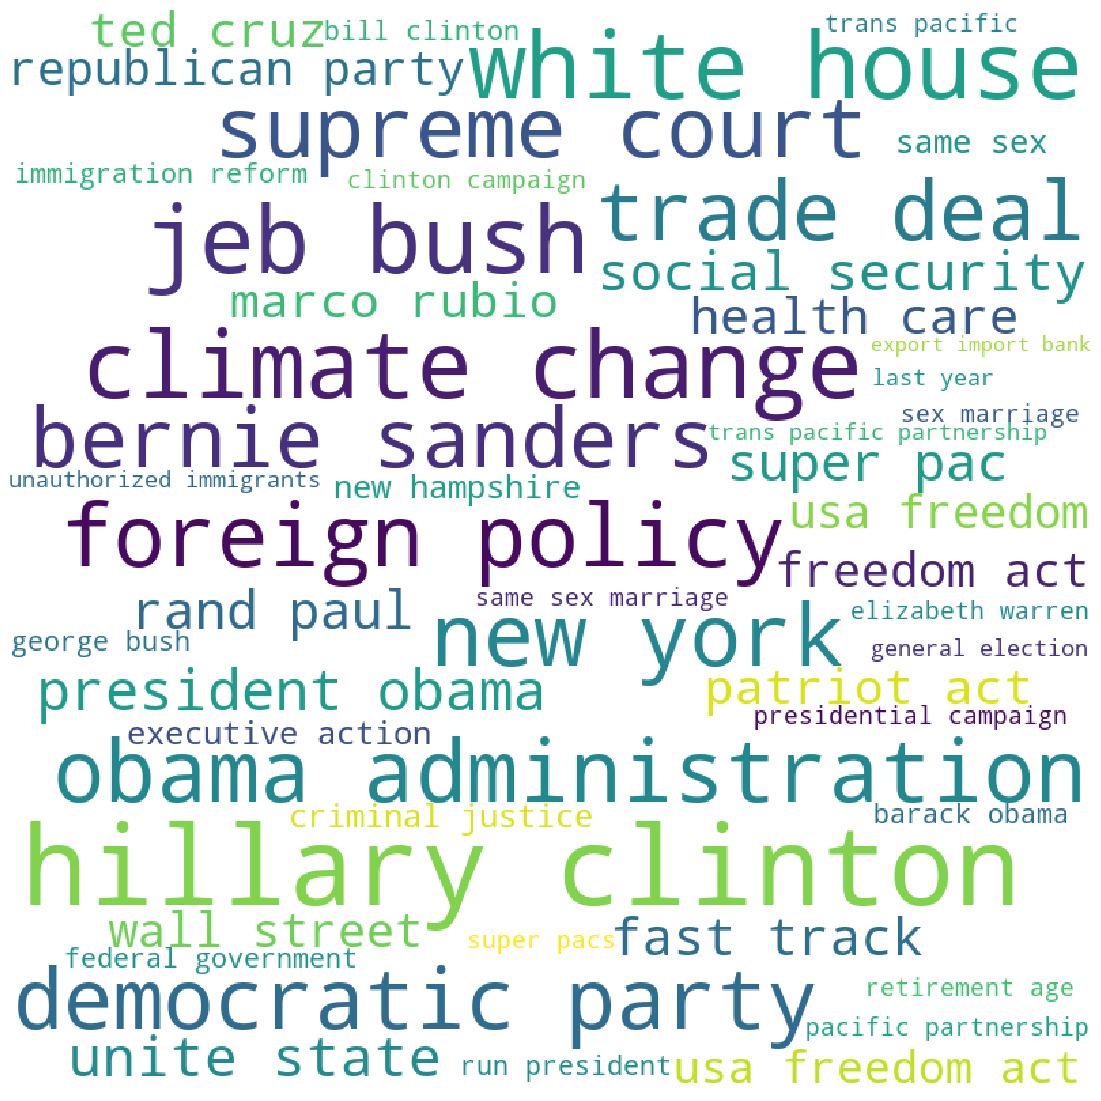 ted cruz
bill clinton
trans pacific
republican party
white house
supreme court
same sex
immigration reform
clinton campaign
jeb bush
trade deal
social security
marco rubio
health care
climate change
export import bank
last year
bernie sanders
sex marriage
trans pacific partnership
super pac
unauthorized immigrants
new hampshire
foreign policy
usa freedom
freedom act
rand paul
same sex marriage
new york
elizabeth warren
george bush
general election
president obama
patriot act
presidential campaign
executive action
obama administration
criminal justice
barack obama
hillary clinton
wall street
super pacs
fast track
federal government
democratic party
retirement age
pacific partnership
unite state
run president
usa freedom act